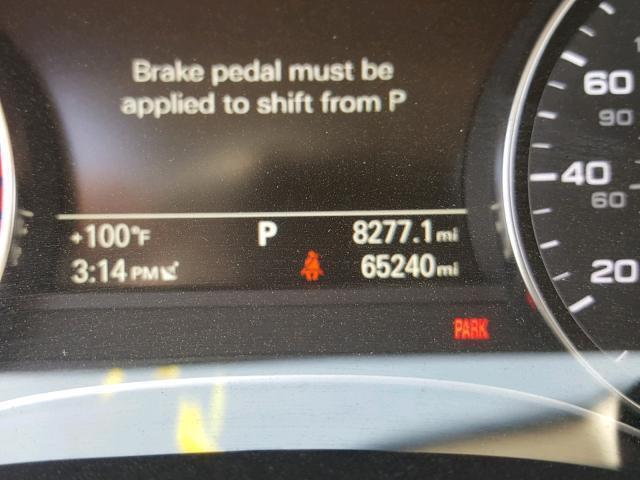 Brake pedal must be
applied to shift from P
+100°F P 8277.1 mi
3:14 PM 65240 mi
PARK
60
90
40
60
20